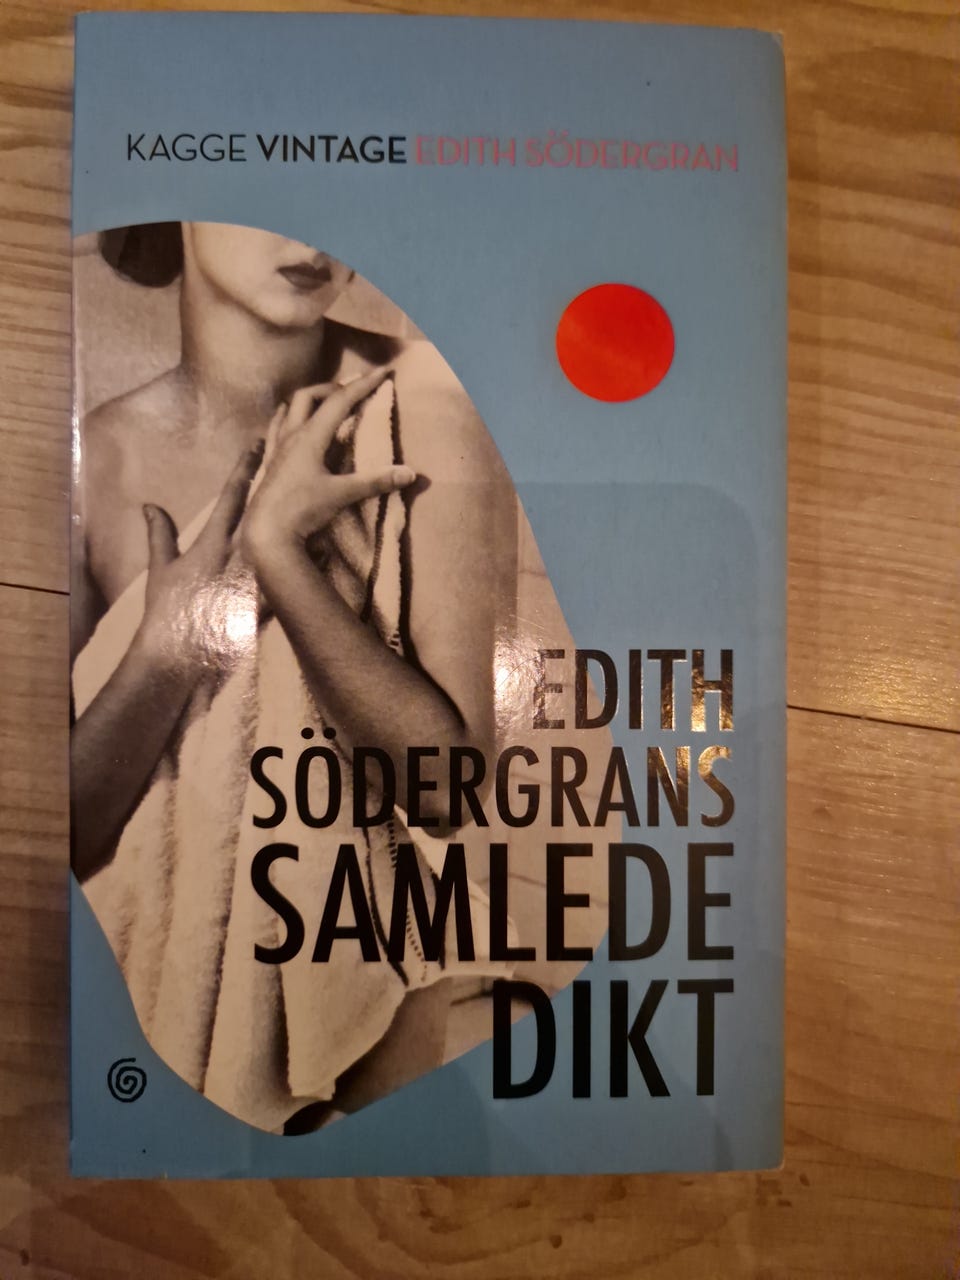 KAGGE VINTAGE EDITH SÖDERGRAN
EDITH
SÖDERGRANS
SAMLEDE
DIKT